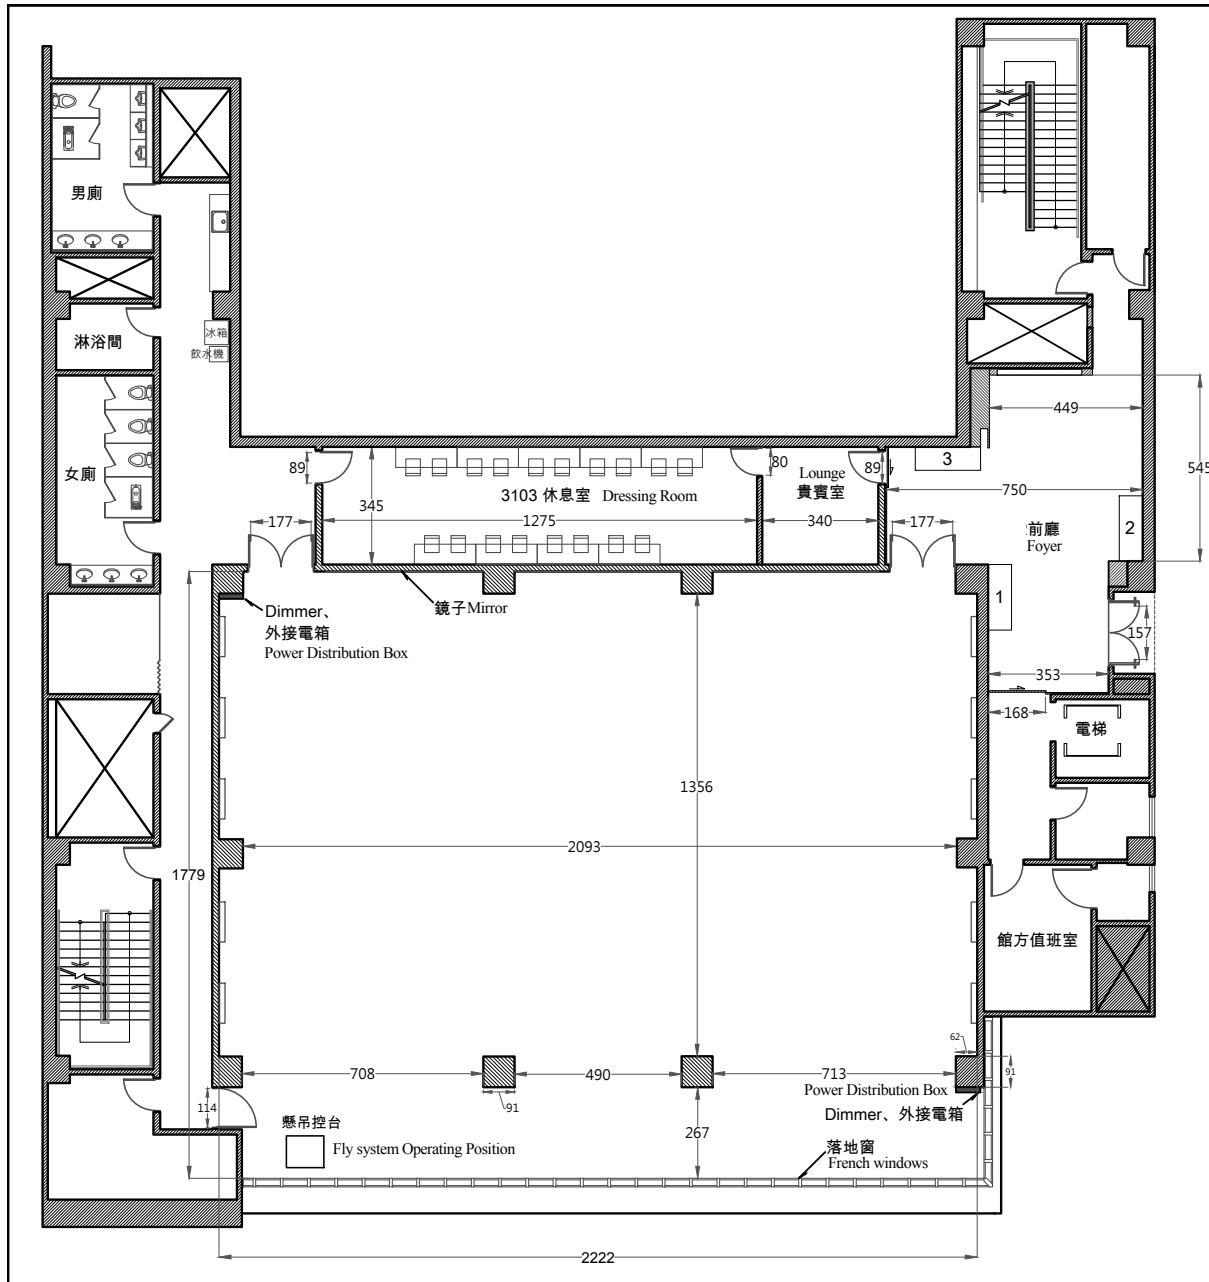 男廁
冰箱
飲水機
淋浴間
女廁
449
545
3
89
80
89
Lounge
貴賓室
3103 休息室 Dressing Room
345
750
2
177
1275
340
177
前廳
Foyer
鏡子Mirror
1
Dimmer、
外接電箱
Power Distribution Box
157
353
168
電梯
1356
2093
1779
館方值班室
62
708
490
713
91
91
Power Distribution Box
Dimmer、外接電箱
114
懸吊控台
Fly system Operating Position
267
落地窗
French windows
2222